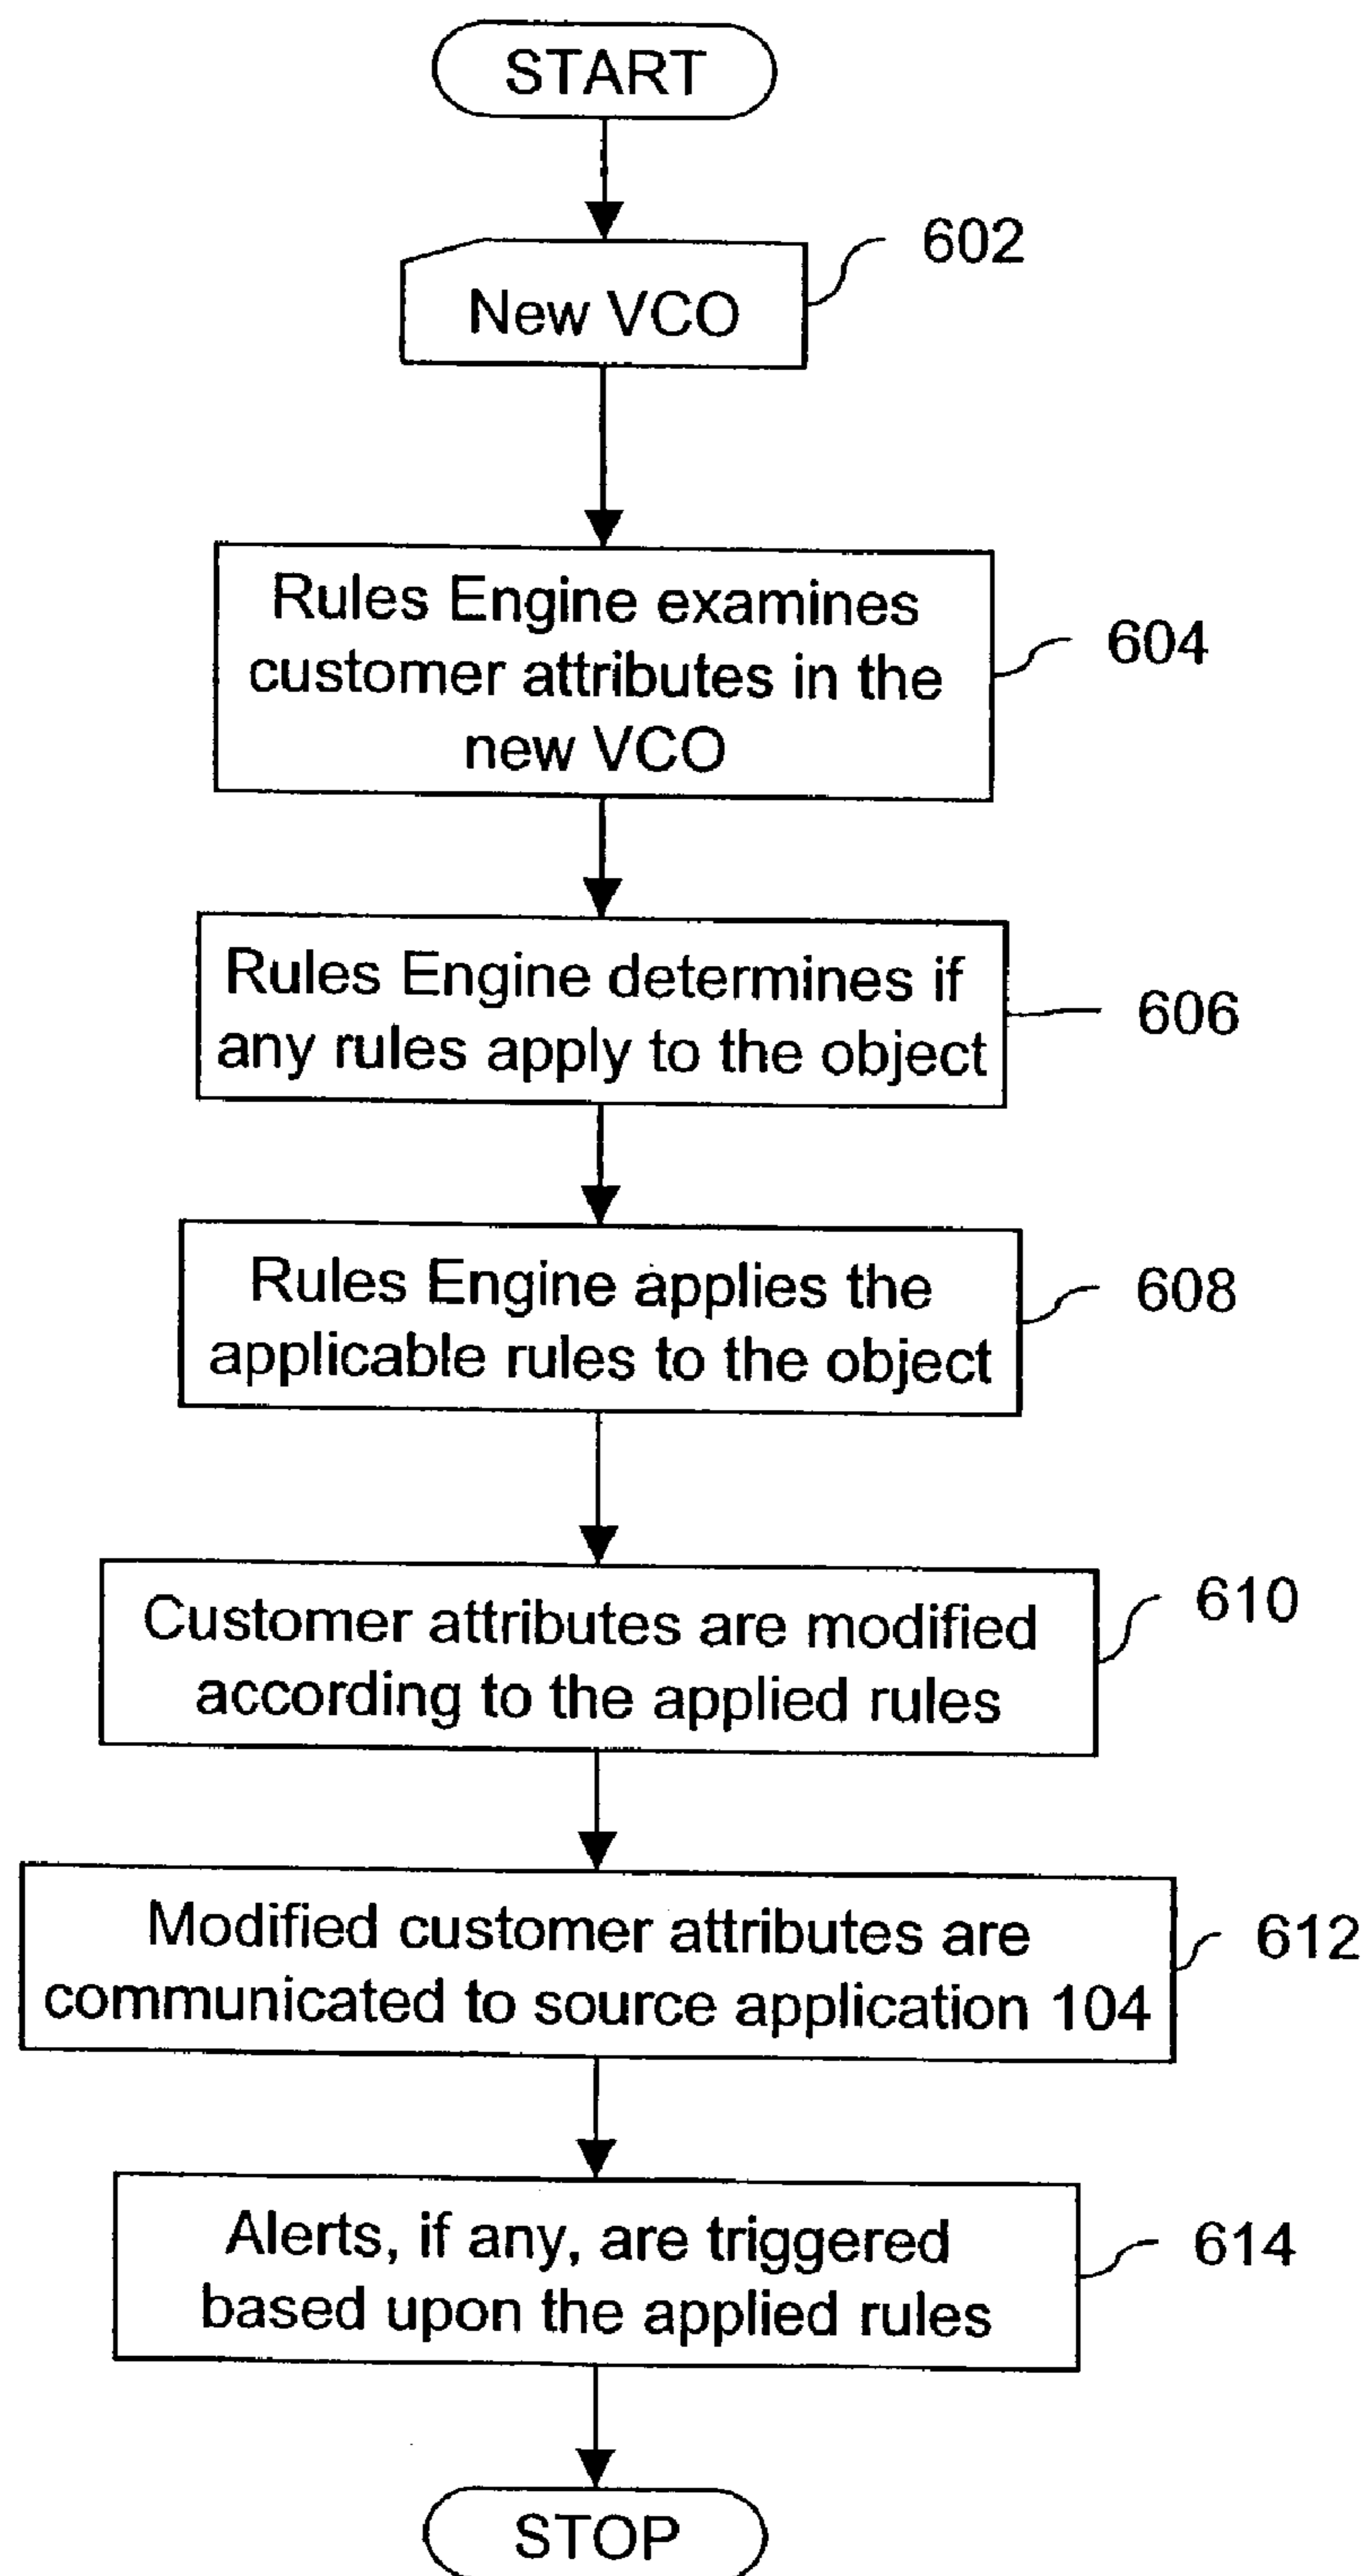 START
New VCO
602
Rules Engine examines
customer attributes in the
new VCO
604
Rules Engine determines if
any rules apply to the object
606
Rules Engine applies the
applicable rules to the object
608
Customer attributes are modified
according to the applied rules
610
Modified customer attributes are
communicated to source application 104
612
Alerts, if any, are triggered
based upon the applied rules
614
STOP